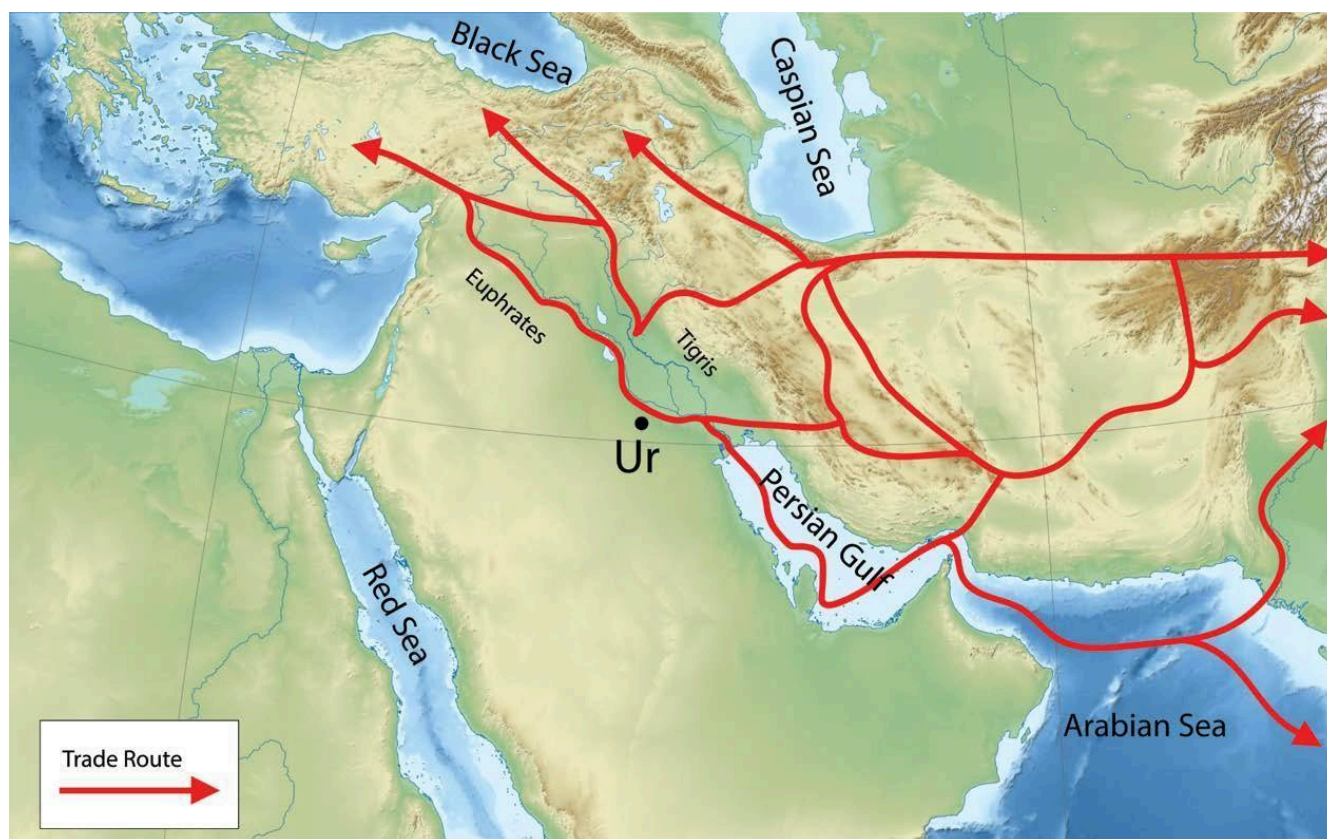 Black Sea
Caspian Sea
Euphrates
Tigris
Ur
Persian Gulf
Red Sea
Arabian Sea
Trade Route